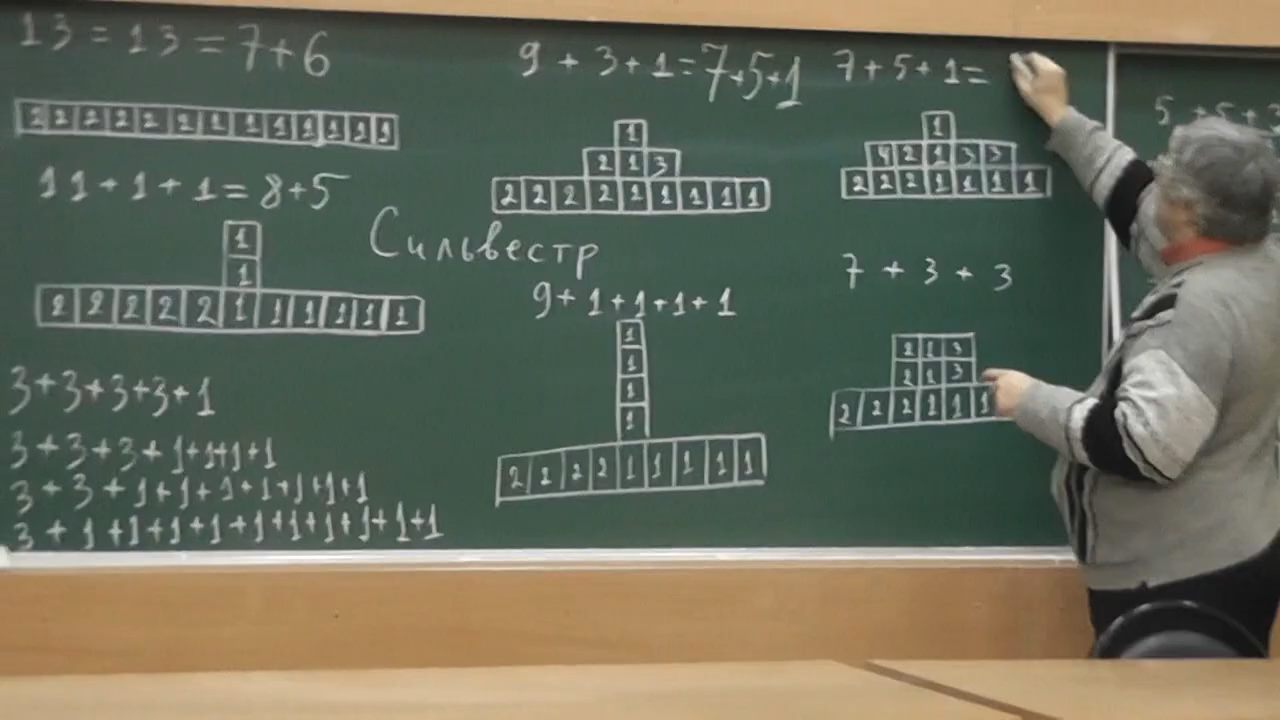 13 = 13 = 7+6
2 2 2 2 2 2 1 1 1 1 1 1 1
11+1+1=8+5
1
1
2 2 2 2 2 1 1 1 1 1 1
3+3+3+3+1
3+3+3+1+1+1+1
3+3+1+1+1+1+1+1+1
3+1+1+1+1+1+1+1+1+1+1
Сильвестр
9+3+1=7+5+1
1
2 1 3
2 2 2 2 2 1 1 1 1
9+1+1+1+1
1
1
1
1
2 2 2 2 1 1 1 1 1
7+5+1=
1
4 2 1 3 3
2 2 2 1 1 1 1
7+3+3
2 1 3
2 1 3
2 2 2 1 1 1
5+5+3